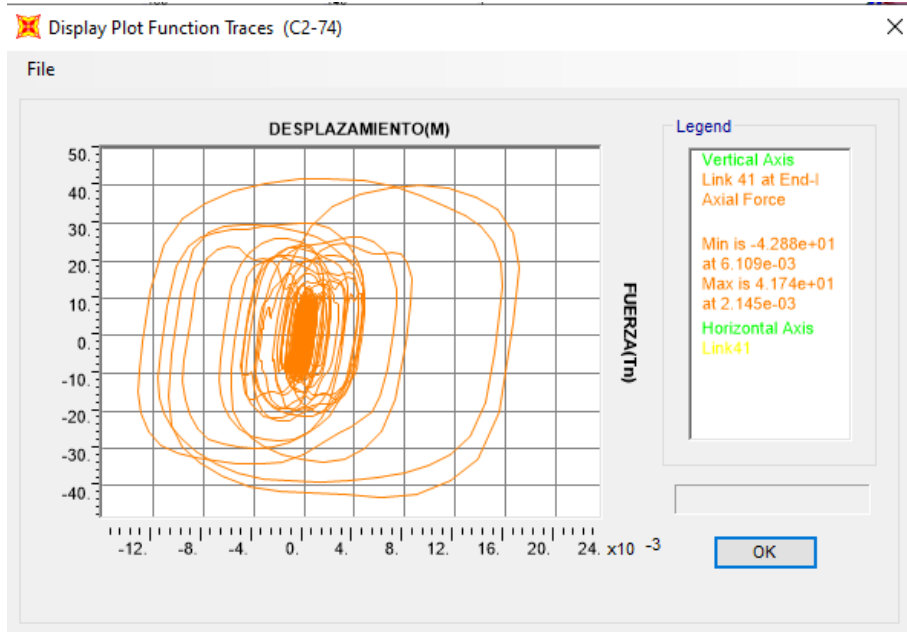 Display Plot Function Traces (C2-74)
File
DESPLAZAMIENTO(M)
50.
40.
30.
20.
10.
0.
-10.
-20.
-30.
-40.
-12. -8. -4. 0. 4. 8. 12. 16. 20. 24. x10 -3
FUERZA(Tn)
Legend
Vertical Axis
Link 41 at End-I
Axial Force
Min is -4.288e+01
at 6.109e-03
Max is 4.174e+01
at 2.145e-03
Horizontal Axis
Link41
OK